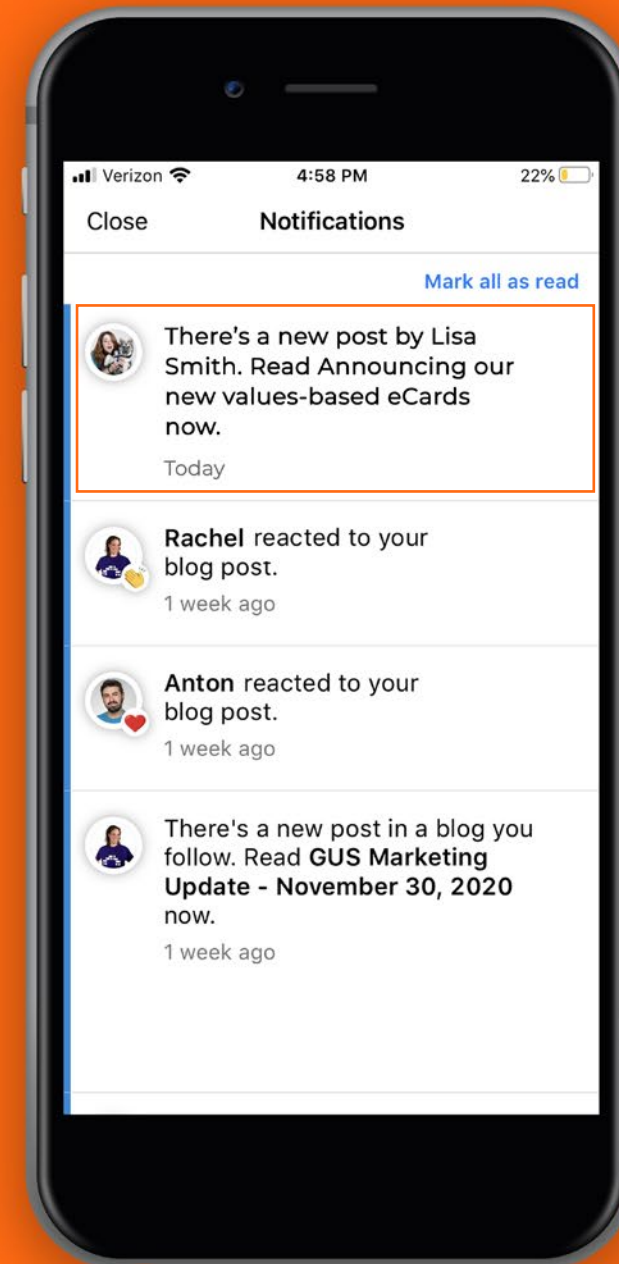 Verizon
4:58 PM
22%
Close
Notifications
Mark all as read
There’s a new post by Lisa
Smith. Read Announcing our
new values-based eCards
now.
Today
Rachel reacted to your
blog post.
1 week ago
Anton reacted to your
blog post.
1 week ago
There's a new post in a blog you
follow. Read GUS Marketing
Update - November 30, 2020
now.
1 week ago